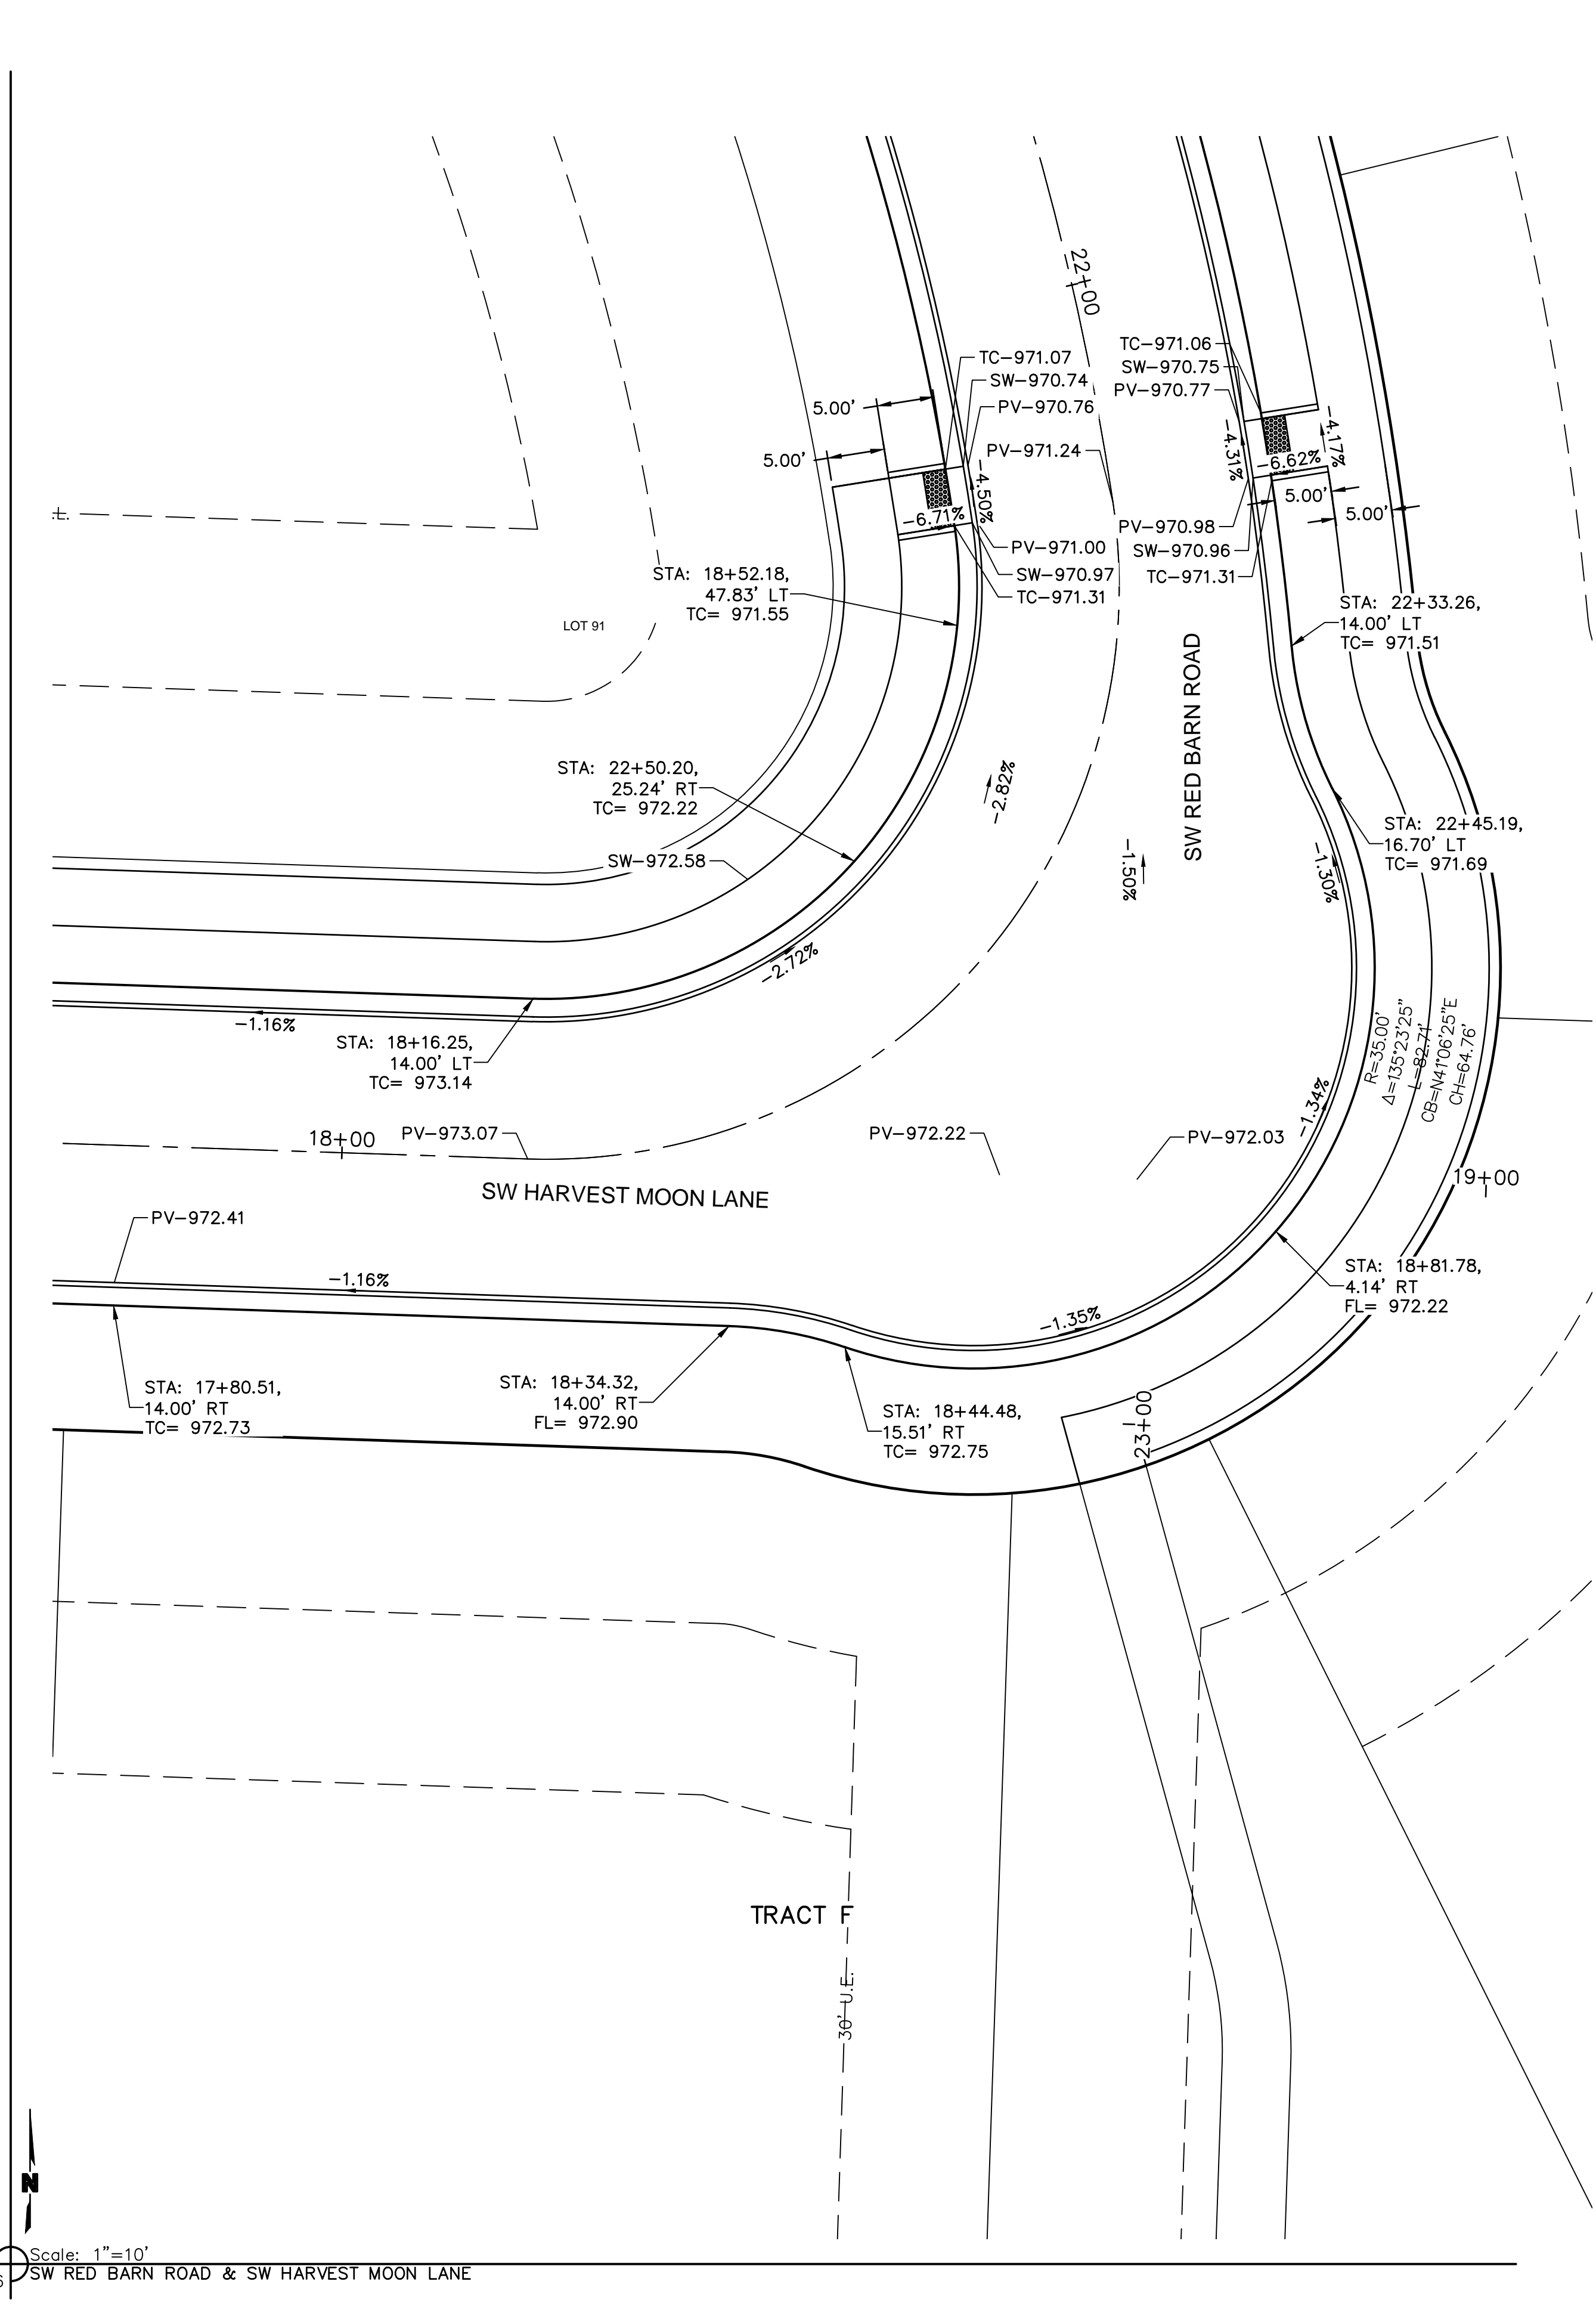 22+00
TC-971.06
SW-970.75
PV-970.77
TC-971.07
SW-970.74
PV-970.76
5.00'
-4.17%
-4.31%
PV-971.24
5.00'
-6.62%
-4.50%
5.00'
5.00'
-6.71%
PV-970.98
SW-970.96
TC-971.31
PV-971.00
SW-970.97
TC-971.31
STA: 18+52.18,
47.83' LT
TC= 971.55
STA: 22+33.26,
14.00' LT
TC= 971.51
LOT 91
SW RED BARN ROAD
STA: 22+50.20,
25.24' RT
TC= 972.22
-2.82%
STA: 22+45.19,
16.70' LT
TC= 971.69
SW-972.58
-1.50%
-1.30%
-2.72%
-1.16%
STA: 18+16.25,
14.00' LT
TC= 973.14
R=35.00'
Δ=135°23'25"
L=82.71'
CB=N41°06'25"E
CH=64.76'
-1.34%
18+00
PV-973.07
PV-972.22
PV-972.03
19+00
SW HARVEST MOON LANE
PV-972.41
-1.16%
STA: 18+81.78,
4.14' RT
FL= 972.22
-1.35%
STA: 17+80.51,
14.00' RT
TC= 972.73
STA: 18+34.32,
14.00' RT
FL= 972.90
STA: 18+44.48,
15.51' RT
TC= 972.75
23+00
TRACT F
30' U.E.
N
Scale: 1"=10'
SW RED BARN ROAD & SW HARVEST MOON LANE